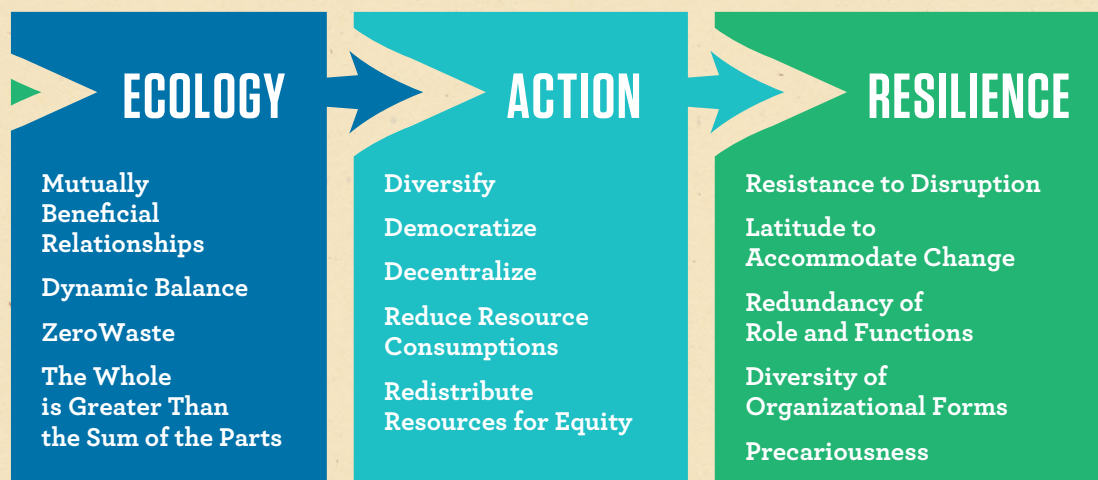 ECOLOGY
Mutually
Beneficial
Relationships
Dynamic Balance
ZeroWaste
The Whole
is Greater Than
the Sum of the Parts
ACTION
Diversify
Democratize
Decentralize
Reduce Resource
Consumptions
Redistribute
Resources for Equity
RESILIENCE
Resistance to Disruption
Latitude to
Accommodate Change
Redundancy of
Role and Functions
Diversity of
Organizational Forms
Precariousness